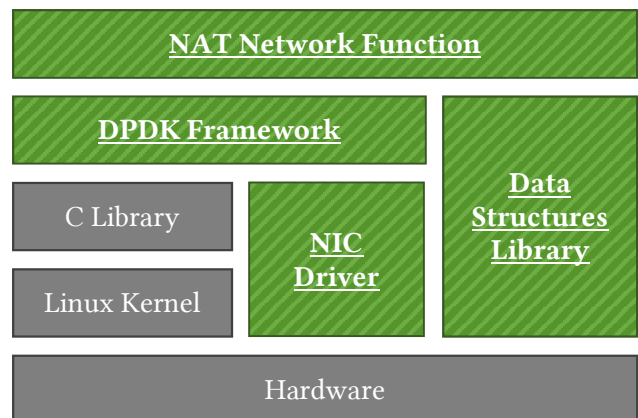 NAT Network Function
DPDK Framework
Data
Structures
Library
C Library
NIC
Driver
Linux Kernel
Hardware